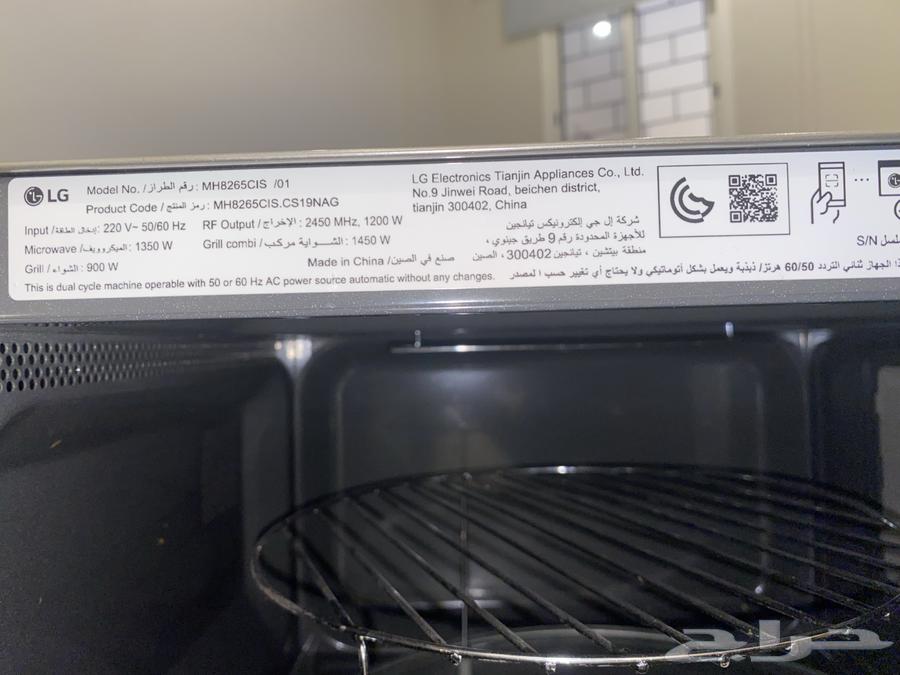 LG
Model No. /رقم الطراز : MH8265CIS /01
Product Code / رمز المنتج : MH8265CIS.CS19NAG
Input /إدخال الطاقة: 220 V~ 50/60 Hz
RF Output / الإخراج : 2450 MHz, 1200 W
Microwave /الميكروويف: 1350 W
Grill combi /الشواية مركب : 1450 W
Grill /الشواء : 900 W
Made in China /صنع في الصين
This is dual cycle machine operable with 50 or 60 Hz AC power source automatic without any changes.
LG Electronics Tianjin Appliances Co., Ltd.
No.9 Jinwei Road, beichen district,
tianjin 300402, China
شركة إل جي إلكترونيكس تيانجين
للأجهزة المحدودة رقم 9 طريق جينوي ،
منطقة بيتشين ، تيانجين 300402، الصين
الجهاز ثنائي التردد 60/50 هرتز/ ذبذبة ويعمل بشكل أتوماتيكي ولا يحتاج أي تغيير حسب المصدر
S/N
حراج